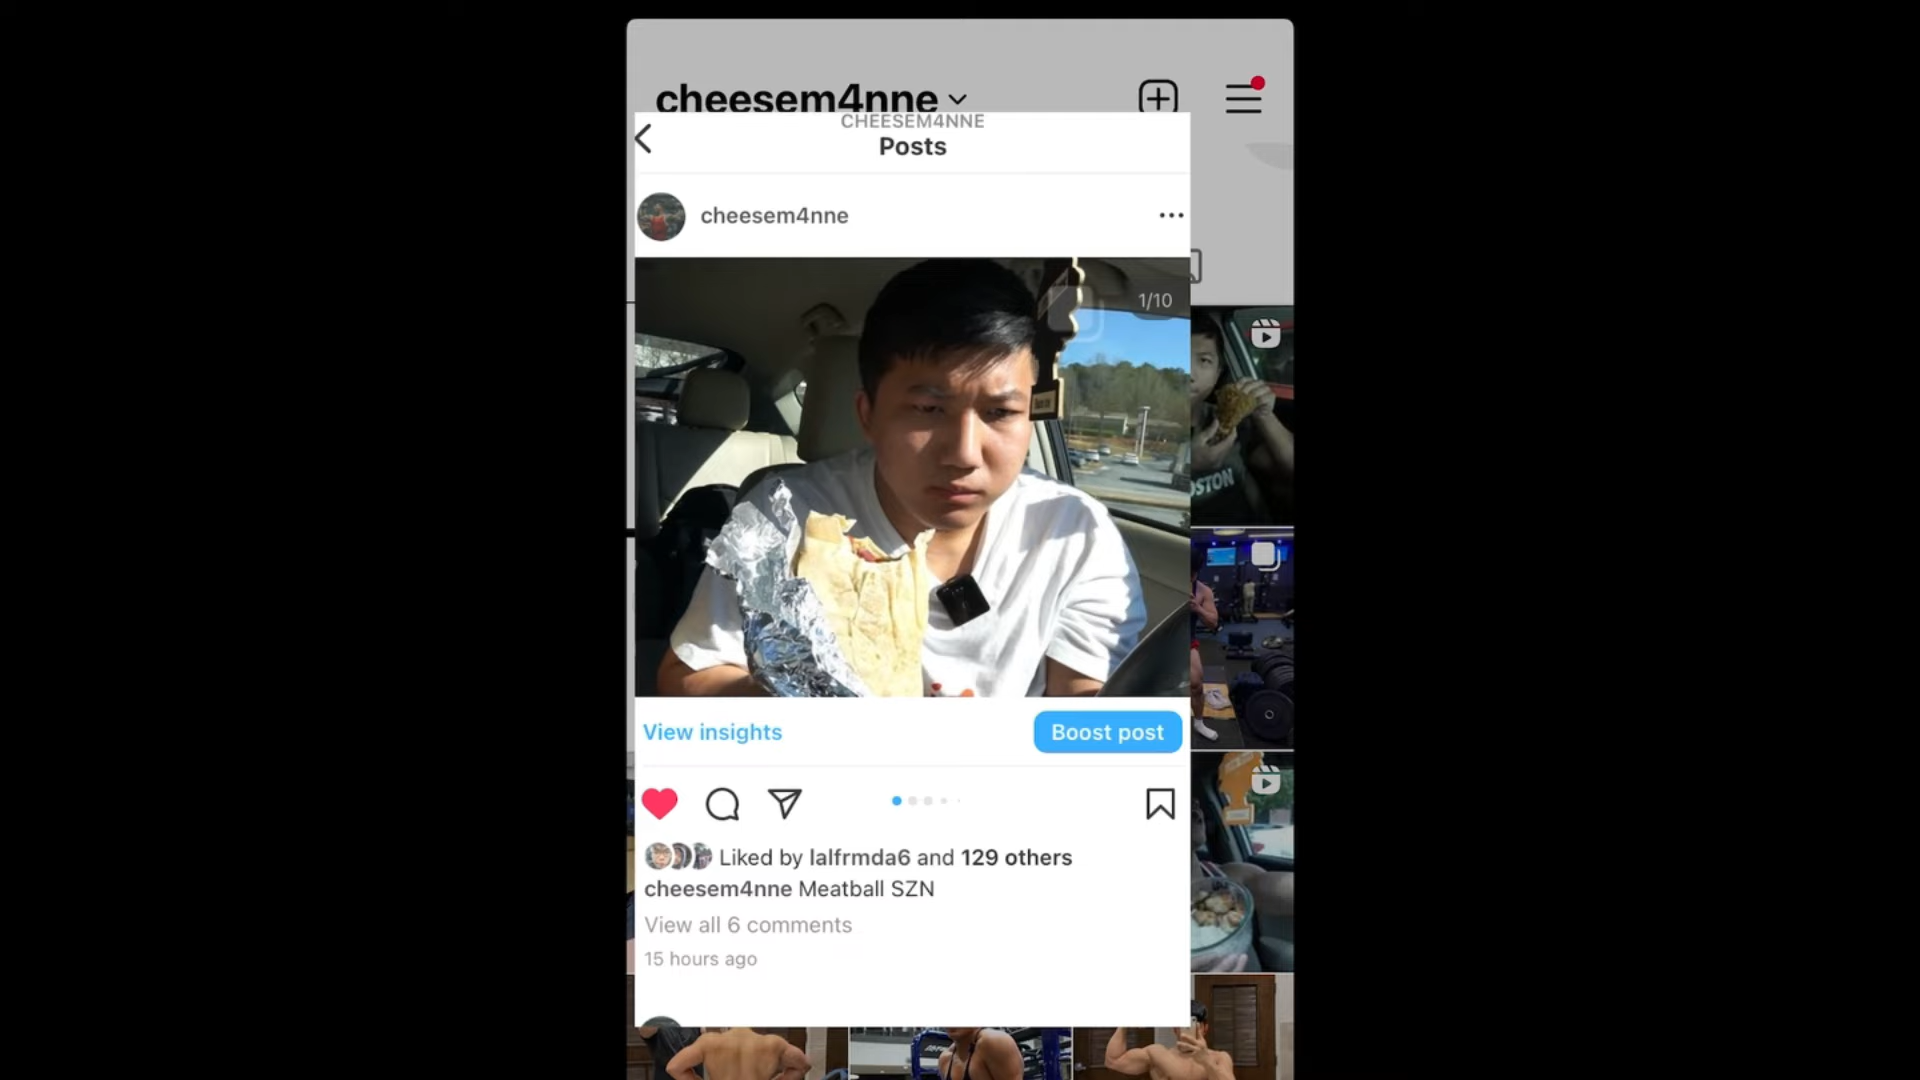 cheesem4nne
CHEESEM4NNE
Posts
cheesem4nne
1/10
OSTON
View insights
Boost post
Liked by lalfrmda6 and 129 others
cheesem4nne Meatball SZN
View all 6 comments
15 hours ago